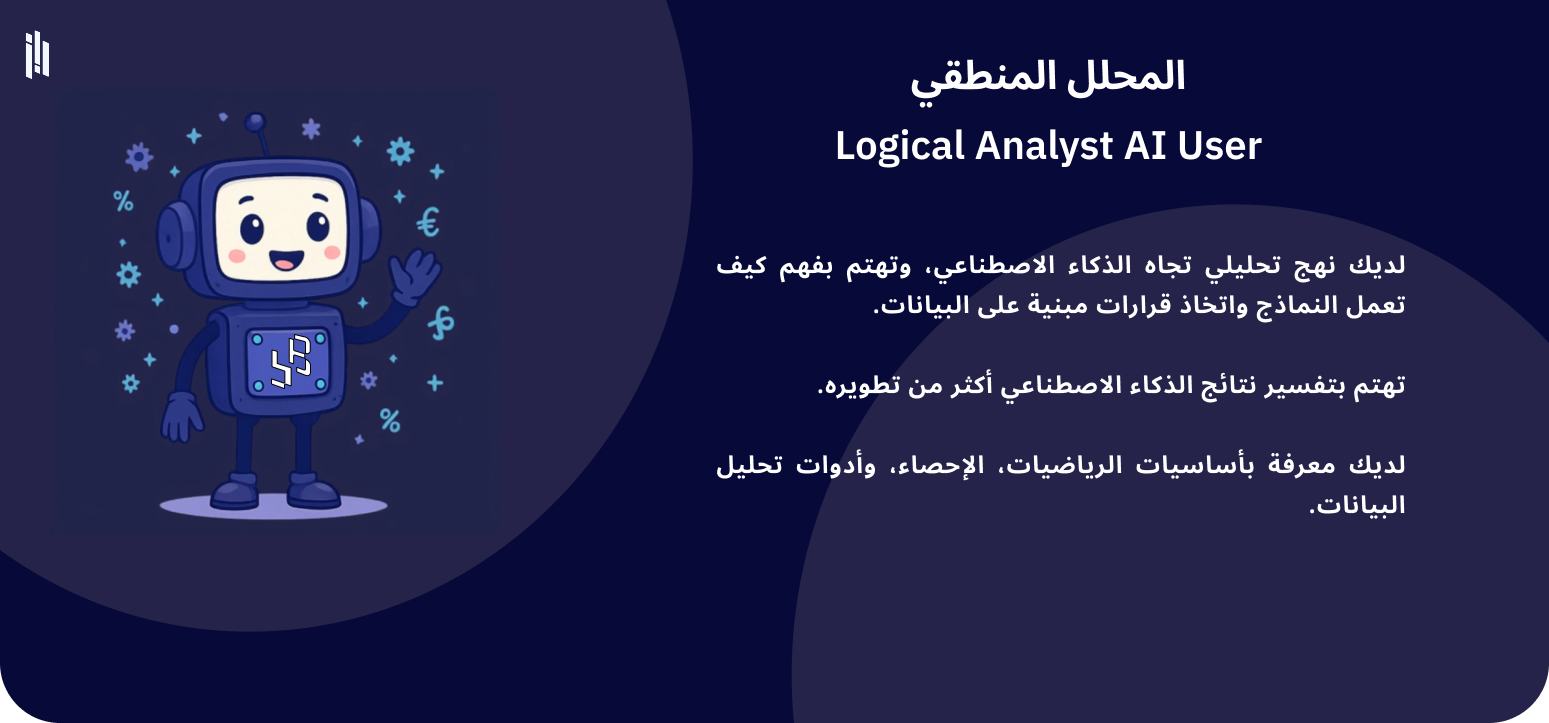 المحلل المنطقي
Logical Analyst AI User
لديك نهج تحليلي تجاه الذكاء الاصطناعي، وتهتم بفهم كيف
تعمل النماذج واتخاذ قرارات مبنية على البيانات.
تهتم بتفسير نتائج الذكاء الاصطناعي أكثر من تطويره.
لديك معرفة بأساسيات الرياضيات، الإحصاء، وأدوات تحليل
البيانات.